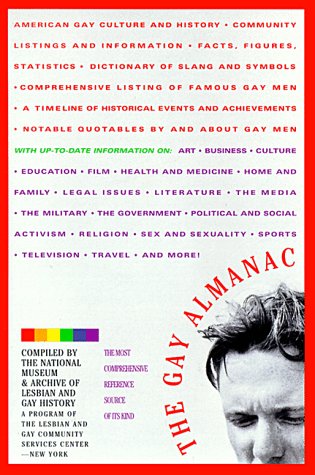 AMERICAN GAY CULTURE AND HISTORY • COMMUNITY
LISTINGS AND INFORMATION • FACTS, FIGURES,
STATISTICS • DICTIONARY OF SLANG AND SYMBOLS
• COMPREHENSIVE LISTING OF FAMOUS GAY MEN
• A TIMELINE OF HISTORICAL EVENTS AND ACHIEVEMENTS
• NOTABLE QUOTABLES BY AND ABOUT GAY MEN
WITH UP-TO-DATE INFORMATION ON: ART • BUSINESS • CULTURE
• EDUCATION • FILM • HEALTH AND MEDICINE • HOME AND
FAMILY • LEGAL ISSUES • LITERATURE • THE MEDIA
• THE MILITARY • THE GOVERNMENT • POLITICAL AND SOCIAL
ACTIVISM • RELIGION • SEX AND SEXUALITY • SPORTS
• TELEVISION • TRAVEL • AND MORE!
THE GAY ALMANAC
COMPILED BY
THE NATIONAL
MUSEUM
& ARCHIVE OF
LESBIAN AND
GAY HISTORY
A PROGRAM OF
THE LESBIAN AND
GAY COMMUNITY
SERVICES CENTER
—NEW YORK
THE MOST
COMPREHENSIVE
REFERENCE
SOURCE
OF ITS KIND